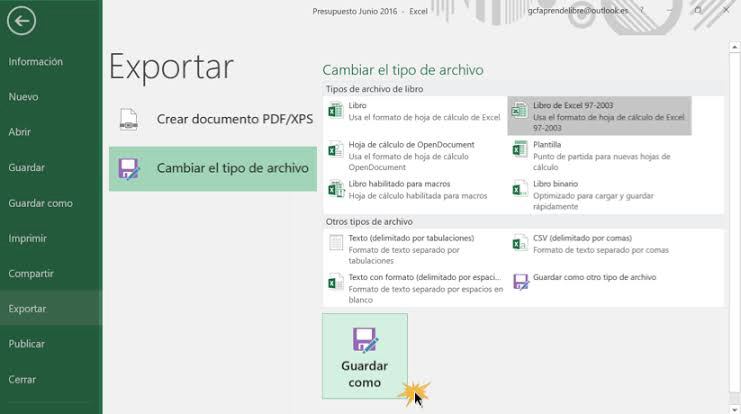 Presupuesto Junio 2016 - Excel
gcfaprendelibre@outlook.es
?
Información
Nuevo
Abrir
Guardar
Guardar como
Imprimir
Compartir
Exportar
Publicar
Cerrar
Exportar
Crear documento PDF/XPS
Cambiar el tipo de archivo
Cambiar el tipo de archivo
Tipos de archivo de libro
Libro
Usa el formato de hoja de cálculo de Excel
Libro de Excel 97-2003
Usa el formato de hoja de cálculo de Excel
97-2003
Hoja de cálculo de OpenDocument
Usa el formato de hoja de cálculo
OpenDocument
Plantilla
Punto de partida para nuevas hojas de
cálculo
Libro habilitado para macros
Hoja de cálculo habilitada para macros
Libro binario
Optimizado para cargar y guardar
rápidamente
Otros tipos de archivo
Texto (delimitado por tabulaciones)
Formato de texto separado por
tabulaciones
CSV (delimitado por comas)
Formato de texto separado por comas
Texto con formato (delimitado por espaci...
Formato de texto separado por espacios en
blanco
Guardar como otro tipo de archivo
Guardar
como